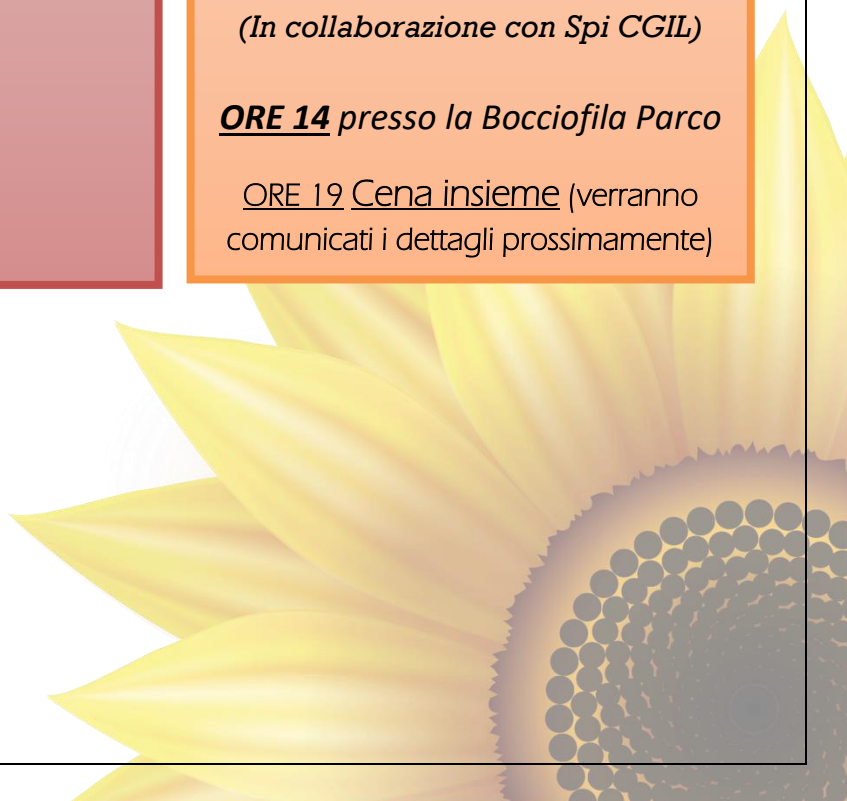 (In collaborazione con Spi CGIL)
ORE 14 presso la Bocciofila Parco
ORE 19 Cena insieme (verranno
comunicati i dettagli prossimamente)